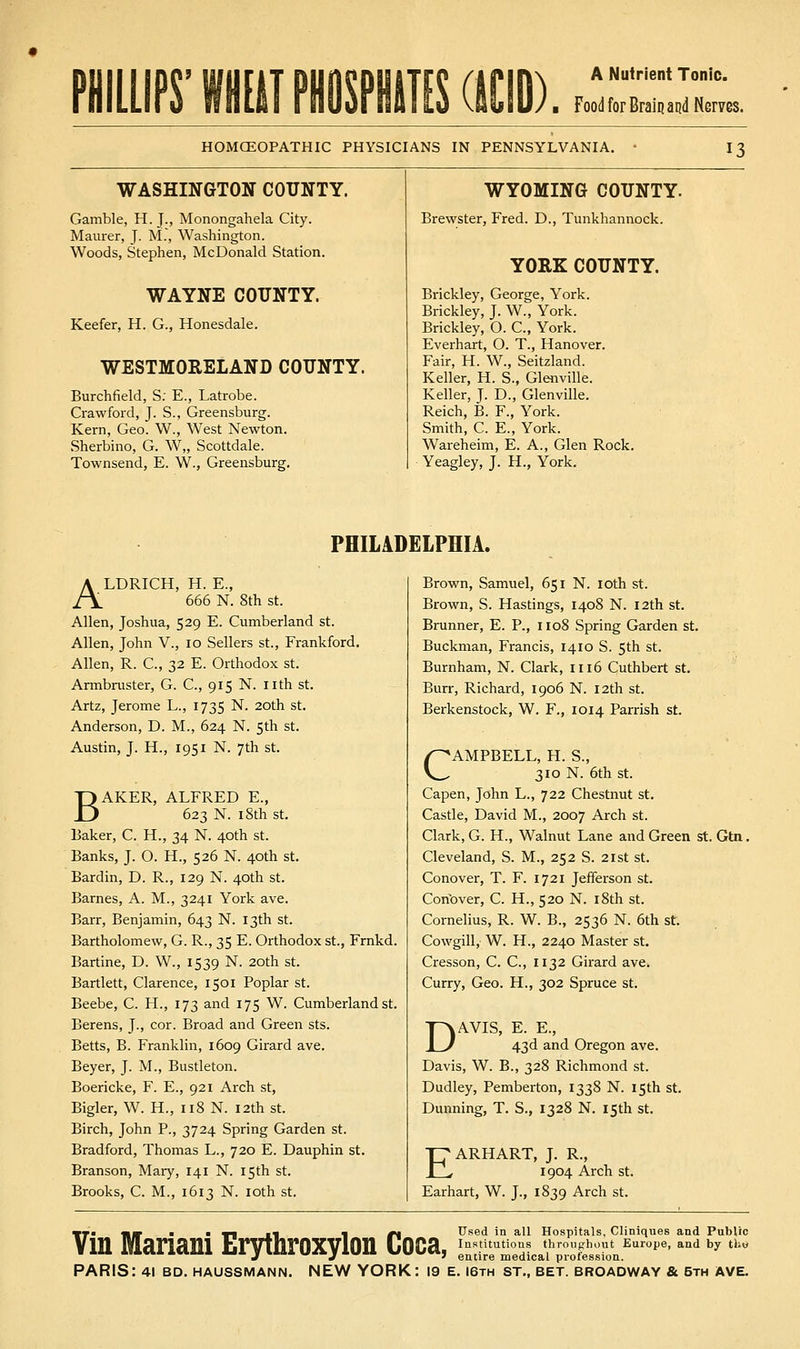 PHILLIPS' WHEAT PHOSPHATES (ACID).
A Nutrient Tonic.
Food for Brain and Nerves.
HOMŒOPATHIC PHYSICIANS IN PENNSYLVANIA. 13
WASHINGTON COUNTY.
Gamble, H. J., Monongahela City.
Maurer, J. M., Washington.
Woods, Stephen, McDonald Station.
WAYNE COUNTY.
Keefer, H. G., Honesdale.
WESTMORELAND COUNTY.
Burchfield, S. E., Latrobe.
Crawford, J. S., Greensburg.
Kern, Geo. W., West Newton.
Sherbino, G. W,, Scottdale.
Townsend, E. W., Greensburg.
WYOMING COUNTY.
Brewster, Fred. D., Tunkhannock.
YORK COUNTY.
Brickley, George, York.
Brickley, J. W., York.
Brickley, O. C., York.
Everhart, O. T., Hanover.
Fair, H. W., Seitzland.
Keller, H. S., Glenville.
Keller, J. D., Glenville.
Reich, B. F., York.
Smith, C. E., York.
Wareheim, E. A., Glen Rock.
Yeagley, J. H., York.
PHILADELPHIA.
ALDRICH, H. E.,
666 N. 8th st.
Allen, Joshua, 529 E. Cumberland st.
Allen, John V., 10 Sellers st., Frankford.
Allen, R. C., 32 E. Orthodox st.
Armbruster, G. C., 915 N. 11th st.
Artz, Jerome L., 1735 N. 20th st.
Anderson, D. M., 624 N. 5th st.
Austin, J. H., 1951 N. 7th st.
BAKER, ALFRED E.,
623 N. 18th st.
Baker, C. H., 34 N. 40th st.
Banks, J. O. H., 526 N. 40th st.
Bardin, D. R., 129 N. 40th st.
Barnes, A. M., 3241 York ave.
Barr, Benjamin, 643 N. 13th st.
Bartholomew, G. R., 35 E. Orthodox st., Frnkd.
Bartine, D. W., 1539 N. 20th st.
Bartlett, Clarence, 1501 Poplar st.
Beebe, C. H., 173 and 175 W. Cumberland st.
Berens, J., cor. Broad and Green sts.
Betts, B. Franklin, 1609 Girard ave.
Beyer, J. M., Bustleton.
Boericke, F. E., 921 Arch st,
Bigler, W. H., 118 N. 12th st.
Birch, John P., 3724 Spring Garden st.
Bradford, Thomas L., 720 E. Dauphin st.
Branson, Mary, 141 N. 15th st.
Brooks, C. M., 1613 N. 10th st.
Brown, Samuel, 651 N. 10th st.
Brown, S. Hastings, 1408 N. 12th st.
Brunner, E. P., 1108 Spring Garden st.
Buckman, Francis, 1410 S. 5th st.
Burnham, N. Clark, 1116 Cuthbert st.
Burr, Richard, 1906 N. 12th st.
Berkenstock, W. F., 1014 Parrish st.
CAMPBELL, H. S.,
310 N. 6th st.
Capen, John L., 722 Chestnut st.
Castle, David M., 2007 Arch st.
Clark, G. H., Walnut Lane and Green st. Gtn.
Cleveland, S. M., 252 S. 21st st.
Conover, T. F. 1721 Jefferson st.
Conover, C. H., 520 N. 18th st.
Cornelius, R. W. B., 2536 N. 6th st.
Cowgill, W. H., 2240 Master st.
Cresson, C. C., 1132 Girard ave.
Curry, Geo. H., 302 Spruce st.
DAVIS, E. E.,
43d and Oregon ave.
Davis, W. B., 328 Richmond st.
Dudley, Pemberton, 1338 N. 15th st.
Dunning, T. S., 1328 N. 15th st.
EARHART, J. R.,
1904 Arch st.
Earhart, W. J., 1839 Arch st.
Vin Mariani Erythroxylon Coca,
Used in all Hospitals, Cliniques and Public
Institutions throughout Europe, and by the
entire medical profession.
PARIS: 41 BD. HAUSSMANN. NEW YORK: 19 E. 16TH ST., BET. BROADWAY & 5TH AVE.